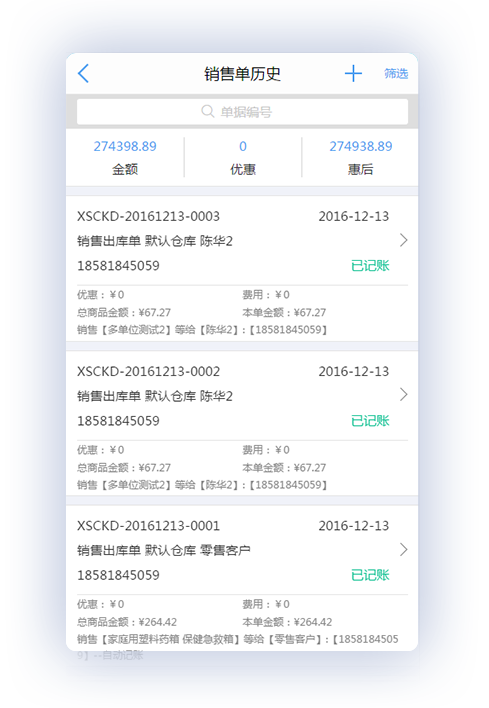 销售单历史
筛选
单据编号
274398.89 0 274938.89
金额 优惠 惠后
XSCKD-20161213-0003 2016-12-13
销售出库单 默认仓库 陈华2
18581845059 已记账
优惠：¥0 费用：¥0
总商品金额：¥67.27 本单金额：¥67.27
销售【多单位测试2】等给【陈华2】:【18581845059】
XSCKD-20161213-0002 2016-12-13
销售出库单 默认仓库 陈华2
18581845059 已记账
优惠：¥0 费用：¥0
总商品金额：¥67.27 本单金额：¥67.27
销售【多单位测试2】等给【陈华2】:【18581845059】
XSCKD-20161213-0001 2016-12-13
销售出库单 默认仓库 零售客户
18581845059 已记账
优惠：¥0 费用：¥0
总商品金额：¥264.42 本单金额：¥264.42
销售【家庭用塑料药箱 保健急救箱】等给【零售客户】:【1858184505
9】--自动记账